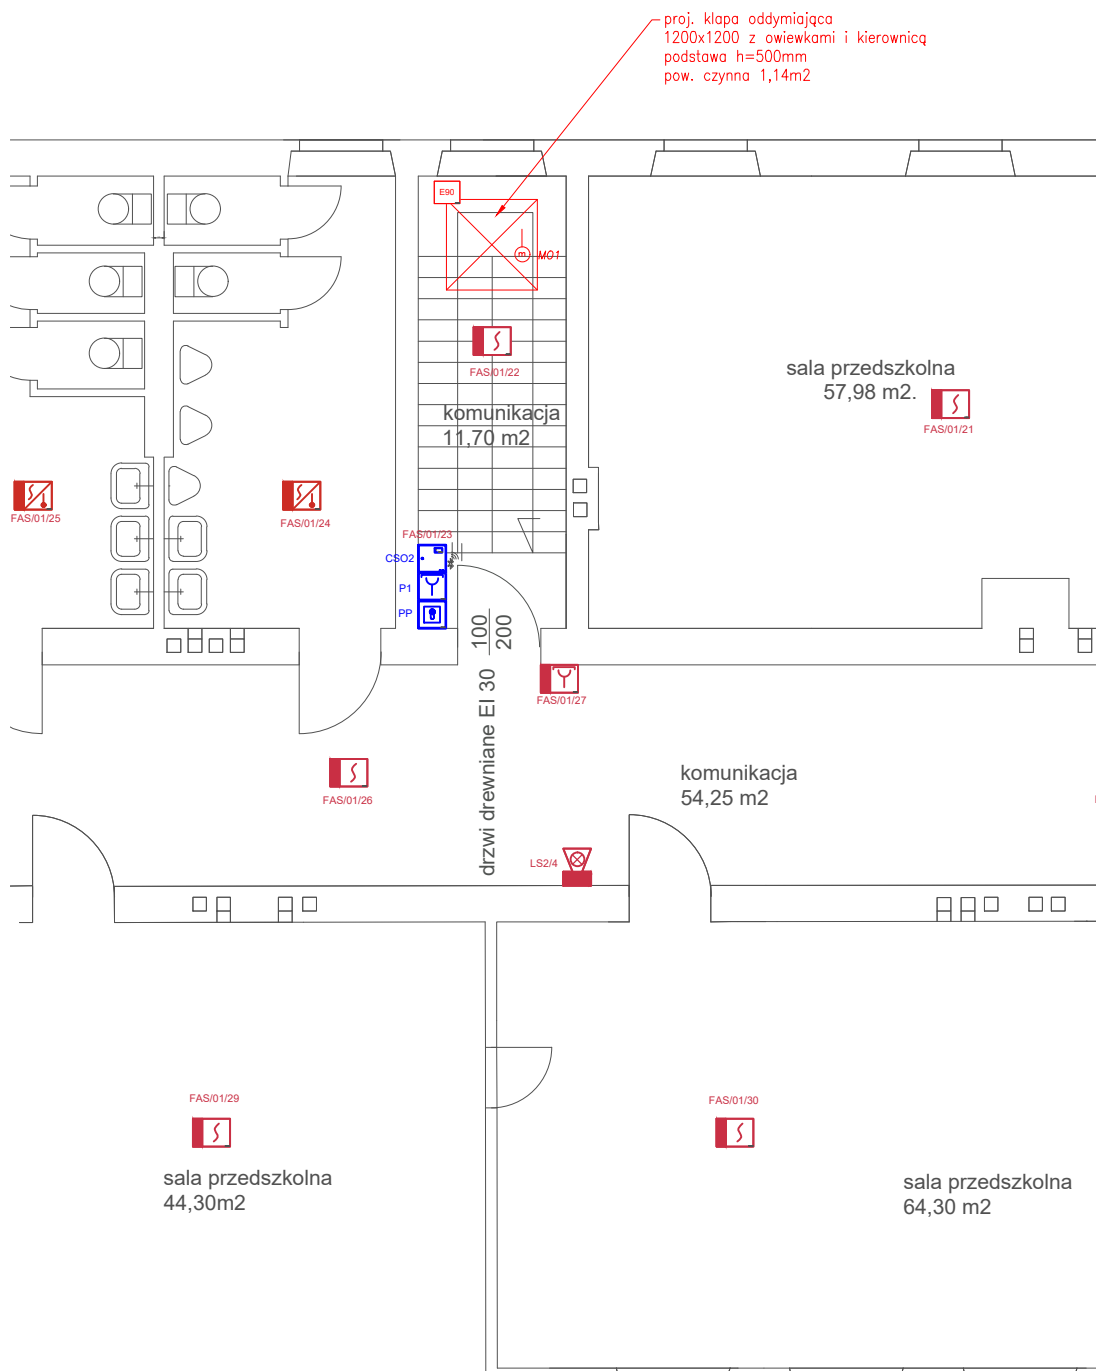 proj. klapa oddymiająca
1200x1200 z owiewkami i kierownicą
podstawa h=500mm
pow. czynna 1,14m2
E90
m
MO1
FAS/01/22
sala przedszkolna
57,98 m2.
FAS/01/21
komunikacja
11,70 m2
FAS/01/25
FAS/01/24
FAS/01/23
CSO2
P1
PP
100
200
drzwi drewniane EI 30
FAS/01/27
FAS/01/26
komunikacja
54,25 m2
LS2/4
FAS/01/29
FAS/01/30
sala przedszkolna
44,30m2
sala przedszkolna
64,30 m2